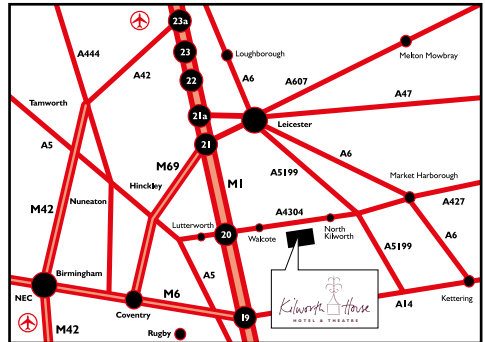 23a
A444
23
Loughborough
Melton Mowbray
A42
A6
A607
22
A47
Tamworth
21a
Leicester
A5
21
A6
M69
A5199
Market Harborough
Hinckley
M1
M42
Nuneaton
A4304
A427
Lutterworth
20
Walcote
North
Kilworth
A5199
A6
Birmingham
A5
NEC
M6
Kilworth House
HOTEL & THEATRE
A14
Kettering
Coventry
19
M42
Rugby